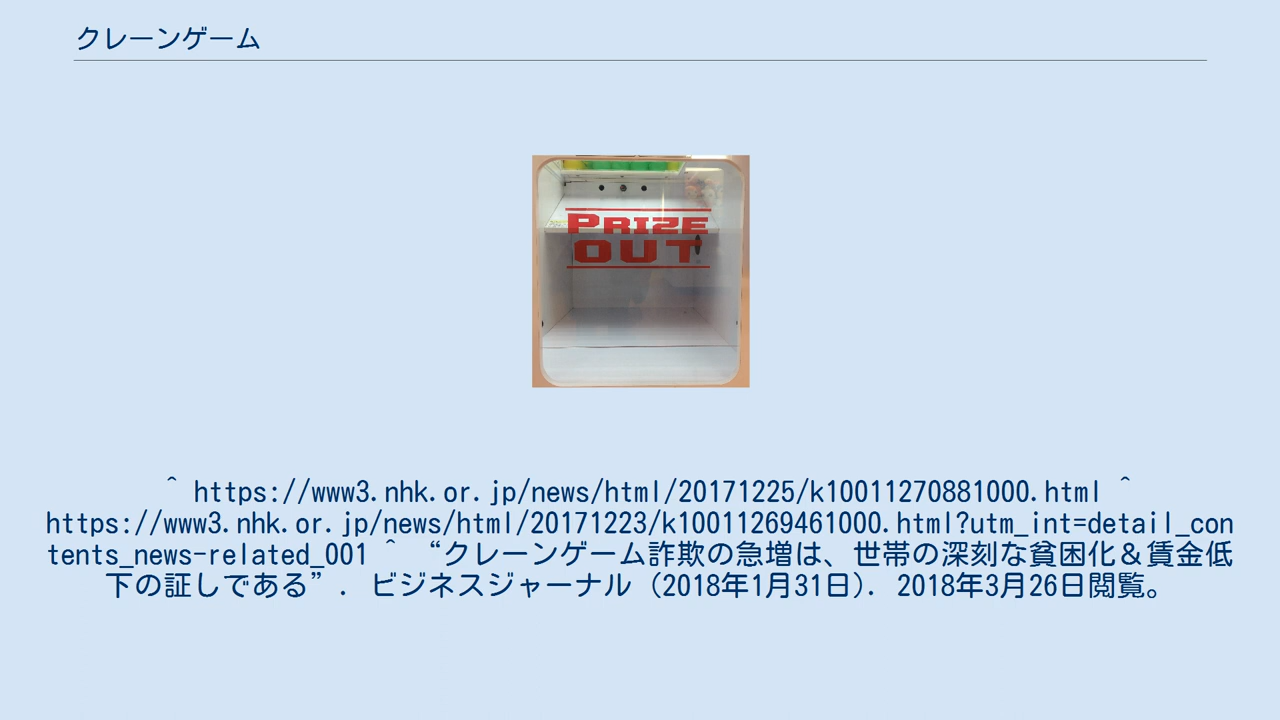 クレーンゲーム
PRIZE
OUT
^ https://www3.nhk.or.jp/news/html/20171225/k10011270881000.html ^
https://www3.nhk.or.jp/news/html/20171223/k10011269461000.html?utm_int=detail_con
tents_news-related_001 ^ “クレーンゲーム詐欺の急増は、世帯の深刻な貧困化＆賃金低
下の証しである”. ビジネスジャーナル (2018年1月31日). 2018年3月26日閲覧。